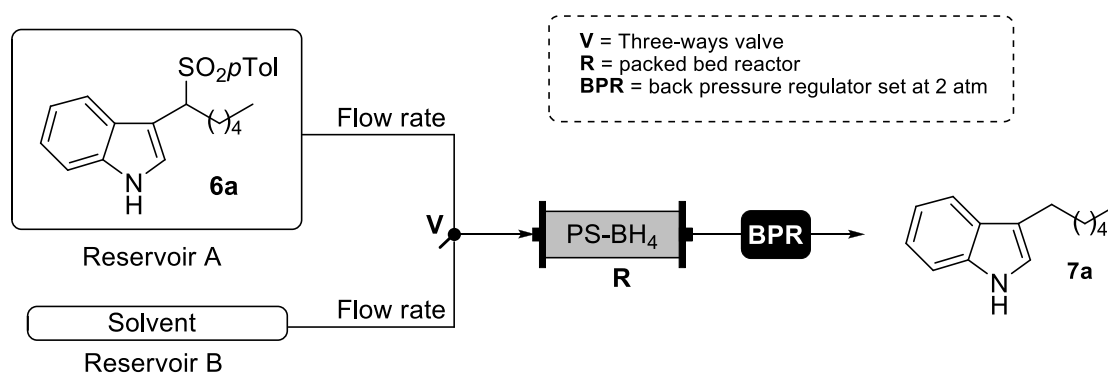 SO2pTol
( )4
N
H
6a
Reservoir A
Solvent
Reservoir B
Flow rate
Flow rate
V
PS-BH4
R
BPR
V = Three-ways valve
R = packed bed reactor
BPR = back pressure regulator set at 2 atm
( )4
N
H
7a